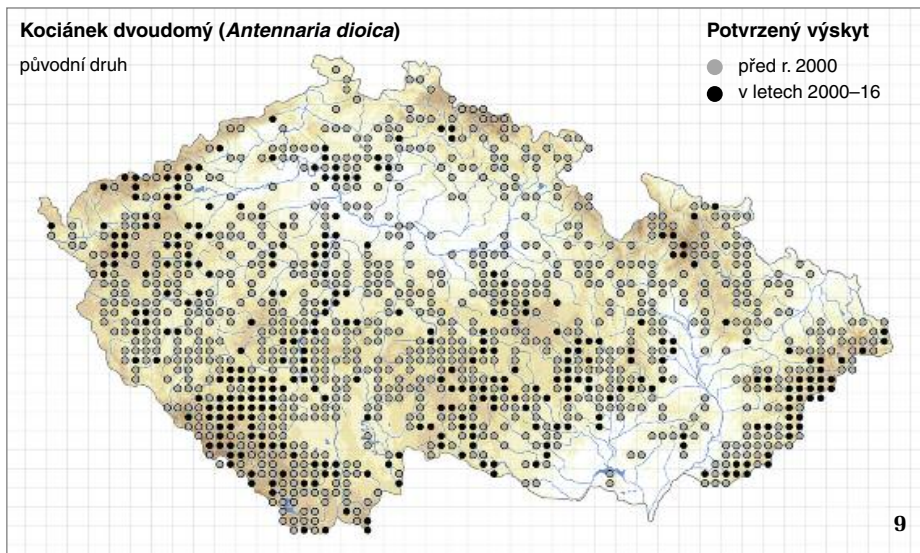 Kociánek dvoudomý (Antennaria dioica)
původní druh
Potvrzený výskyt
před r. 2000
v letech 2000–16
9